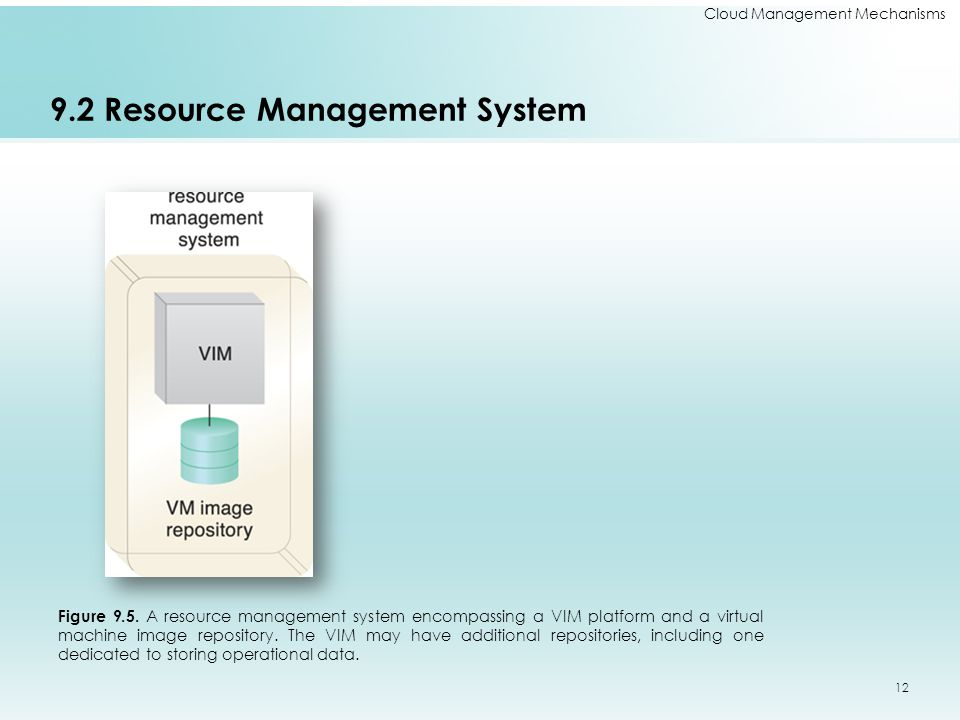 Cloud Management Mechanisms
9.2 Resource Management System
resource
management
system
VIM
VM image
repository
Figure 9.5. A resource management system encompassing a VIM platform and a virtual
machine image repository. The VIM may have additional repositories, including one
dedicated to storing operational data.
12